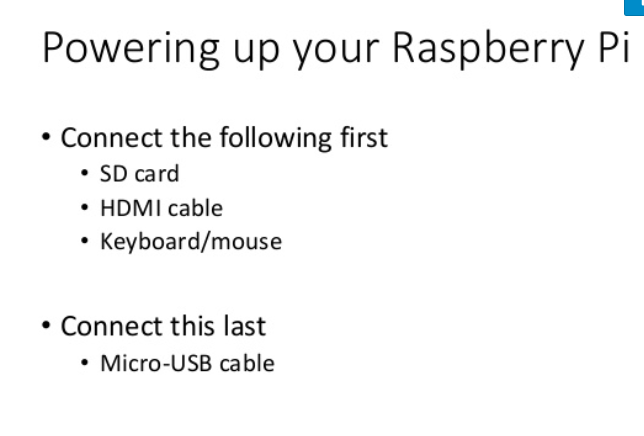 Powering up your Raspberry Pi
• Connect the following first
• SD card
• HDMI cable
• Keyboard/mouse
• Connect this last
• Micro-USB cable